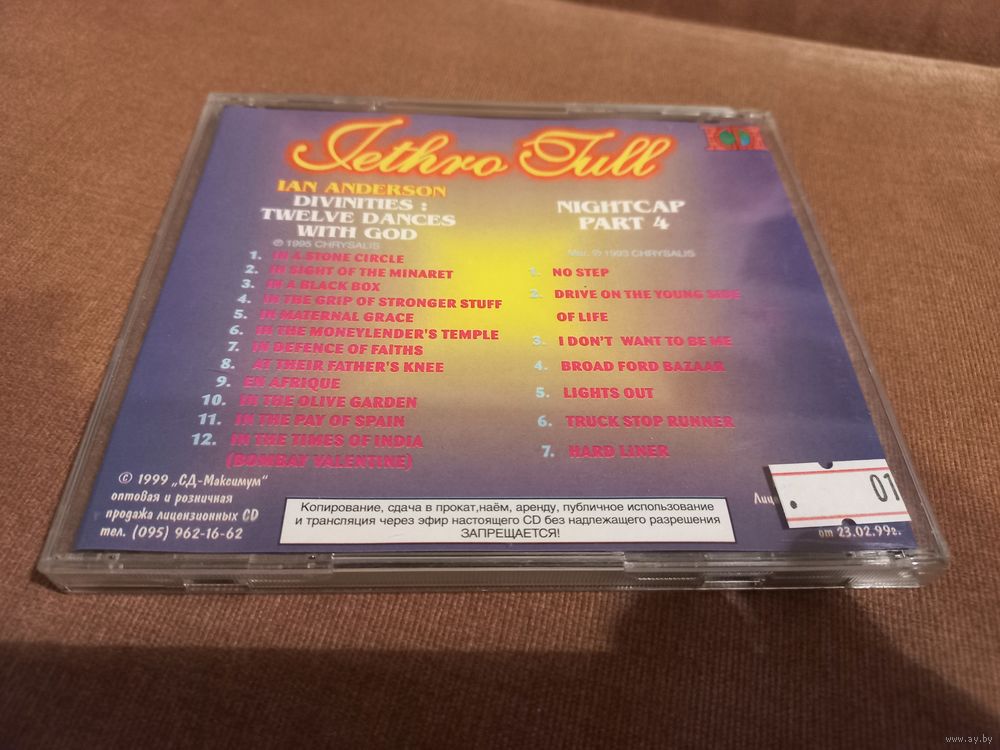 Jethro Tull
CD
IAN ANDERSON
DIVINITIES :
TWELVE DANCES
WITH GOD
℗ 1995 CHRYSALIS
1. IN A STONE CIRCLE
2. IN SIGHT OF THE MINARET
3. IN A BLACK BOX
4. IN THE GRIP OF STRONGER STUFF
5. IN MATERNAL GRACE
6. IN THE MONEYLENDER'S TEMPLE
7. IN DEFENCE OF FAITHS
8. AT THEIR FATHER'S KNEE
9. EN AFRIQUE
10. IN THE OLIVE GARDEN
11. IN THE PAY OF SPAIN
12. IN THE TIMES OF INDIA
(BOMBAY VALENTINE)
NIGHTCAP
PART 4
℗ 1993 CHRYSALIS
1. NO STEP
2. DRIVE ON THE YOUNG SIDE
OF LIFE
3. I DON'T WANT TO BE ME
4. BROAD FORD BAZAAR
5. LIGHTS OUT
6. TRUCK STOP RUNNER
7. HARD LINER
© 1999 „СД-Максимум"
оптовая и розничная
продажа лицензионных CD
тел. (095) 962-16-62
Копирование, сдача в прокат,наём, аренду, публичное использование
и трансляция через эфир настоящего CD без надлежащего разрешения
ЗАПРЕЩАЕТСЯ!
01
от 23.02.99г.
www.ay.by